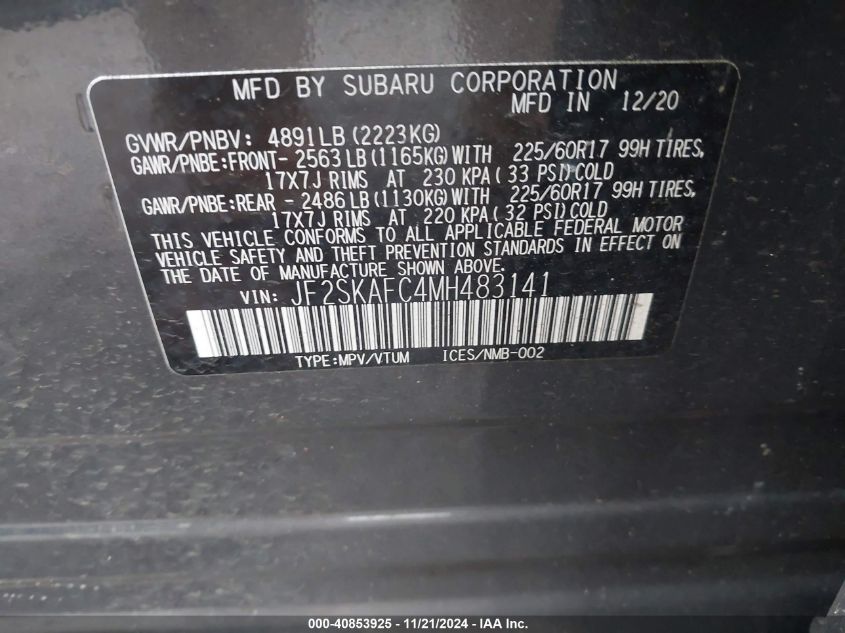 MFD BY SUBARU CORPORATION
MFD IN 12/20
GVWR/PNBV: 4891LB(2223KG)
GAWR/PNBE:FRONT- 2563LB(1165KG)WITH 225/60R17 99H TIRES,
17X7J RIMS AT 230 KPA(33 PSI)COLD
GAWR/PNBE:REAR - 2486LB(1130KG)WITH 225/60R17 99H TIRES,
17X7J RIMS AT 220 KPA(32 PSI)COLD
THIS VEHICLE CONFORMS TO ALL APPLICABLE FEDERAL MOTOR
VEHICLE SAFETY AND THEFT PREVENTION STANDARDS IN EFFECT ON
THE DATE OF MANUFACTURE SHOWN ABOVE.
VIN: JF2SKAFC4MH483141
TYPE:MPV/VTUM ICES/NMB-002
000-40853925 - 11/21/2024 - IAA, Inc.